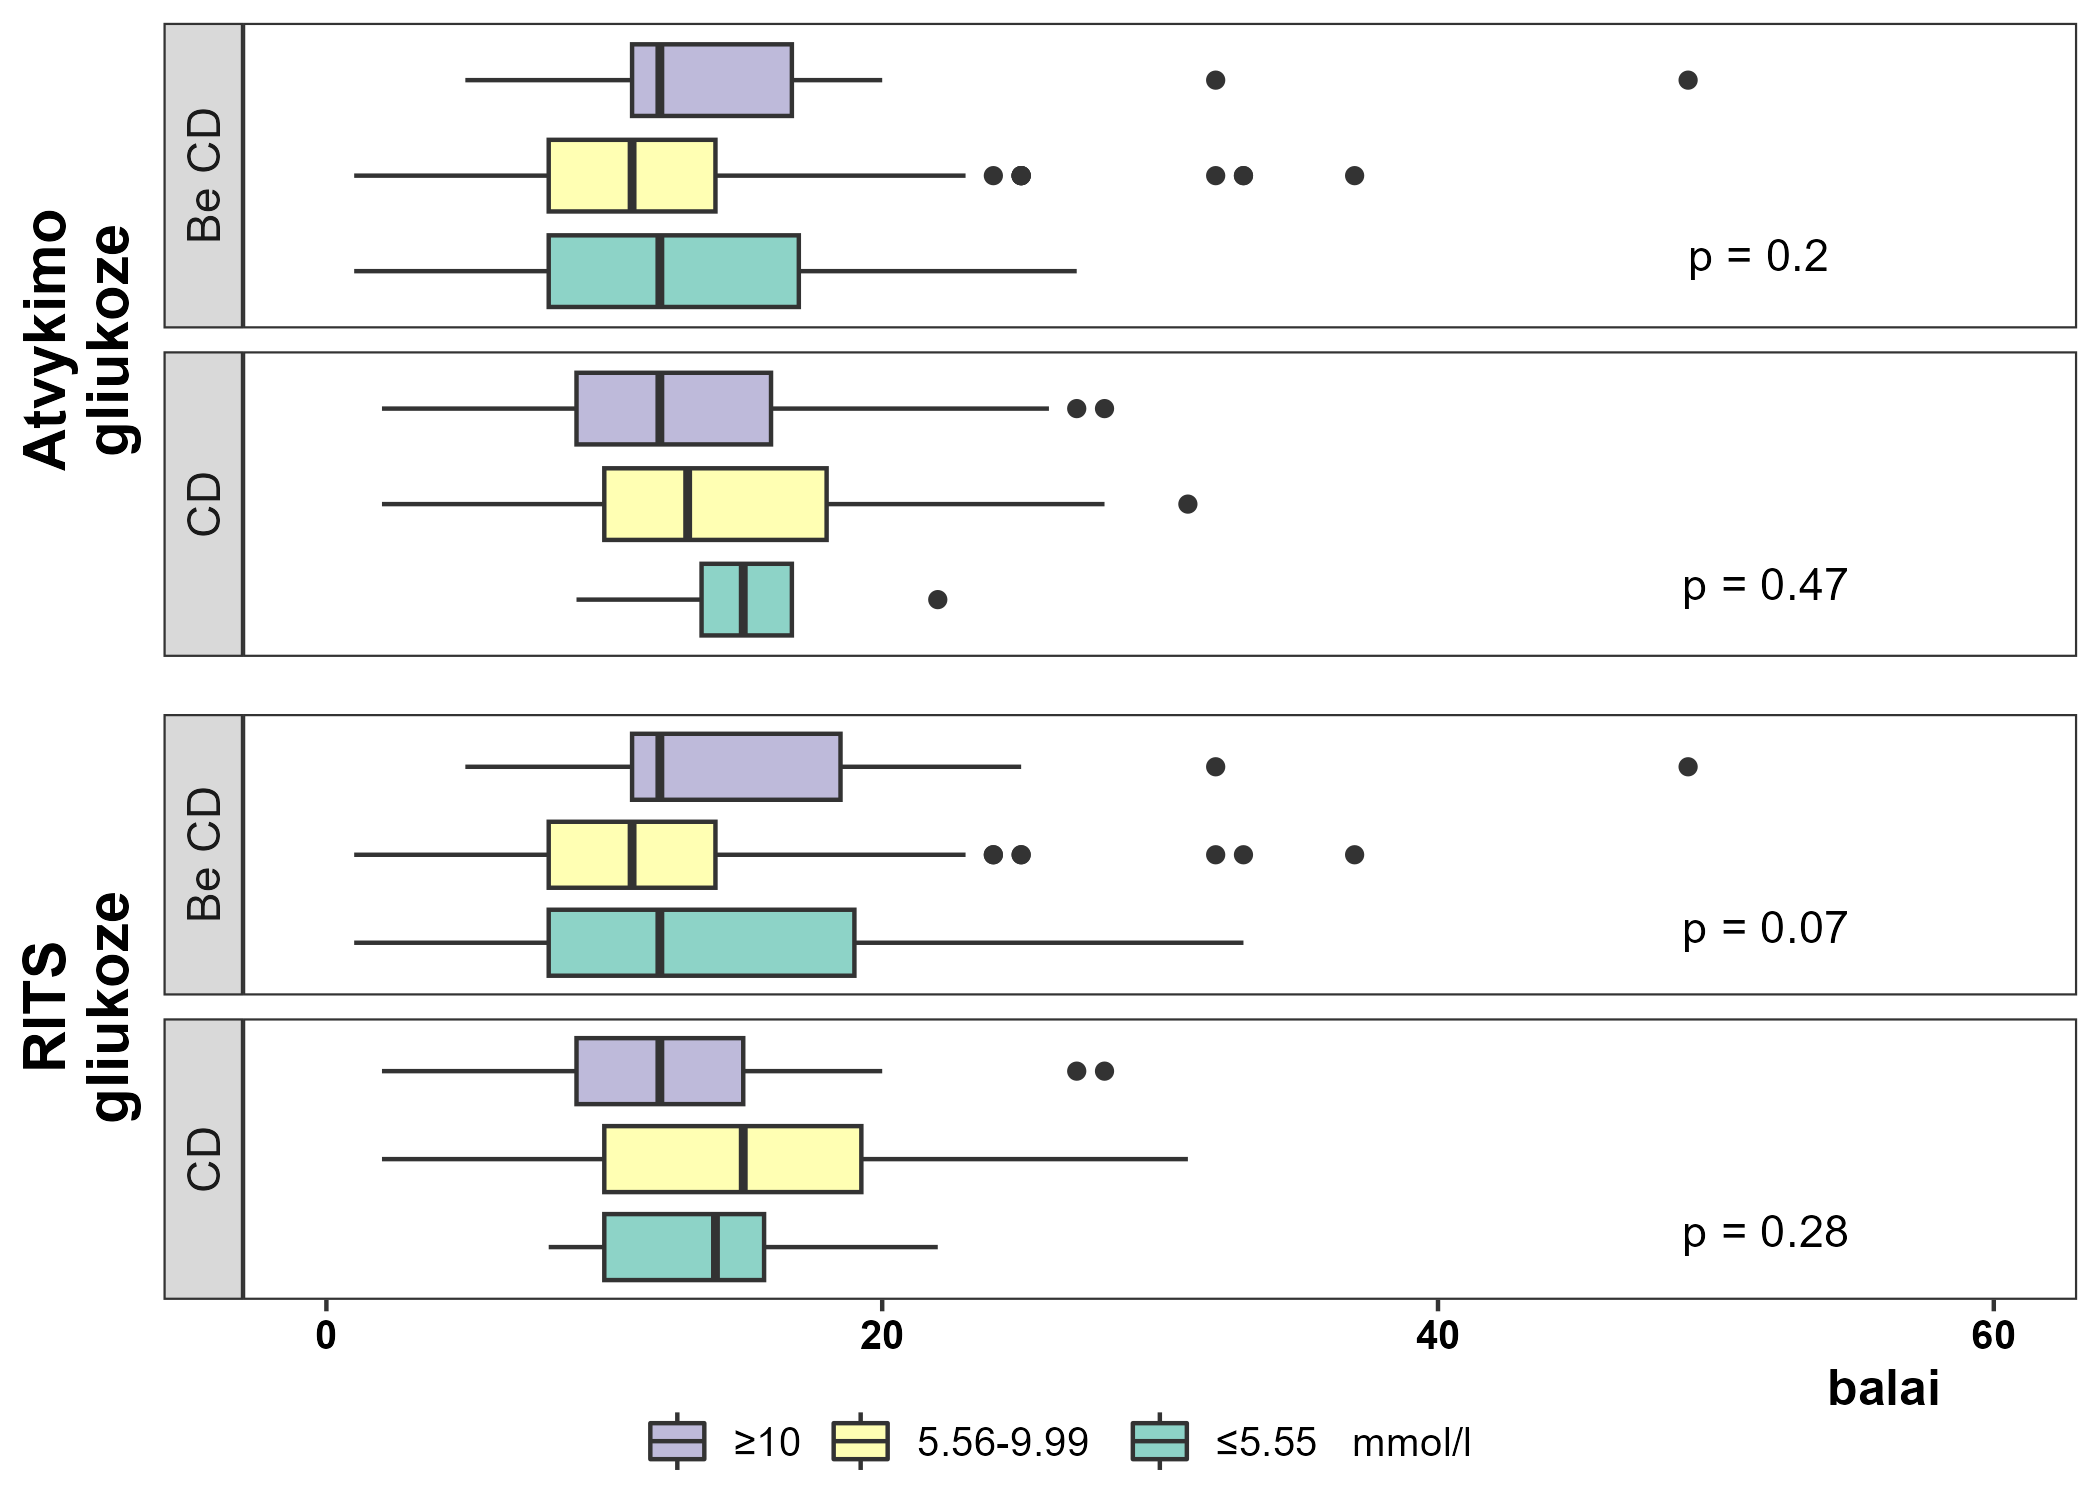 Atvykimo
gliukoze
Be CD
p = 0.2
CD
p = 0.47
RITS
gliukoze
Be CD
p = 0.07
CD
p = 0.28
0 20 40 60
balai
≥10 5.56-9.99 ≤5.55 mmol/l